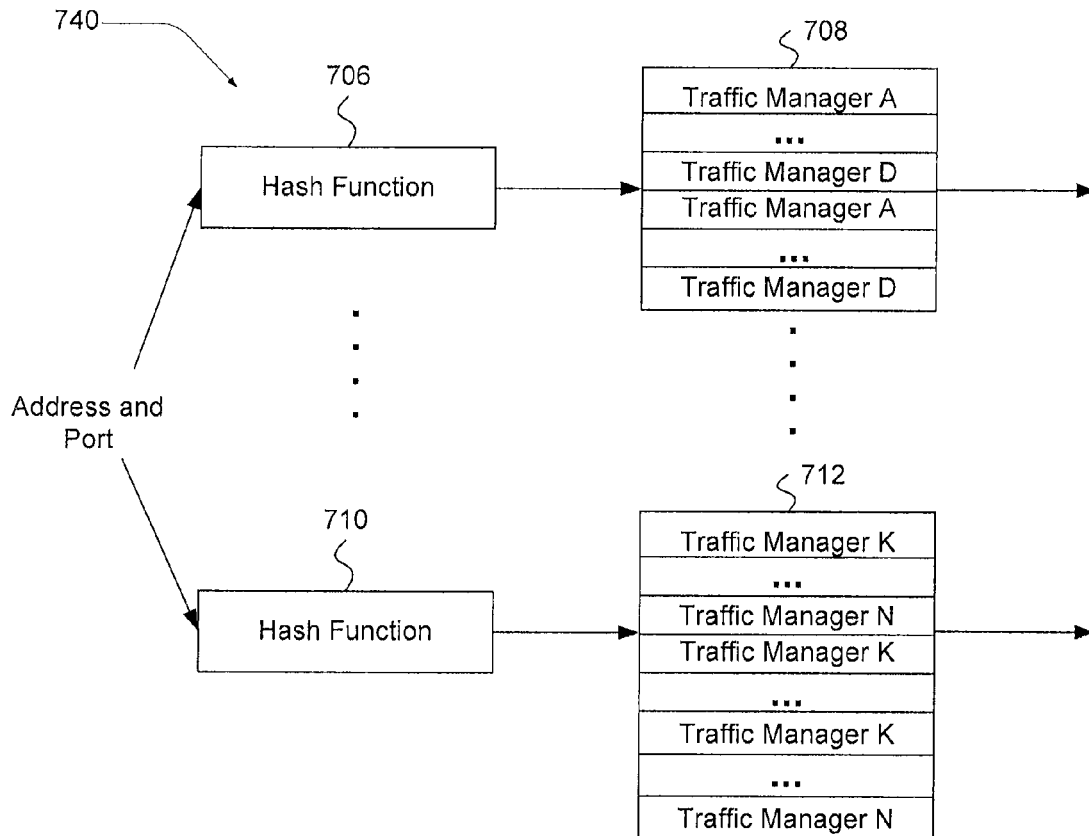 740
706
708
Hash Function
Traffic Manager A
...
Traffic Manager D
Traffic Manager A
...
Traffic Manager D
Address and
Port
710
712
Hash Function
Traffic Manager K
...
Traffic Manager N
Traffic Manager K
...
Traffic Manager K
...
Traffic Manager N